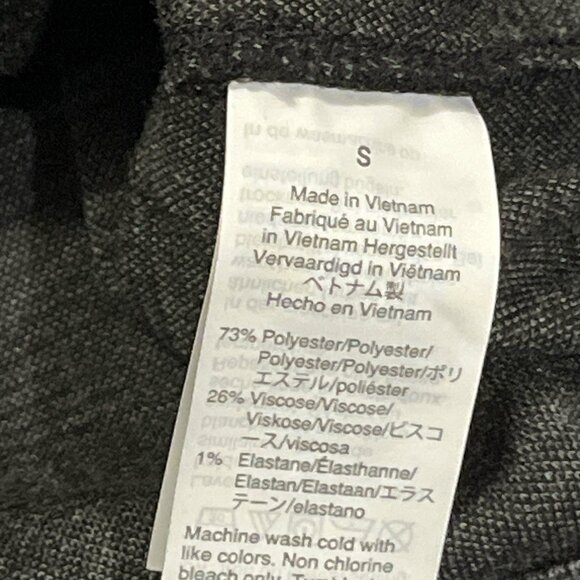 S
Made in Vietnam
Fabriqué au Vietnam
in Vietnam Hergestellt
Vervaardigd in Viëtnam
ベトナム製
Hecho en Vietnam
73% Polyester/Polyester/
Polyester/Polyester/ポリ
エステル/poliéster
26% Viscose/Viscose/
Viskose/Viscose/ビスコ
ース/viscosa
1% Elastane/Élasthanne/
Elastan/Elastaan/エラス
テーン/elastano
Machine wash cold with
like colors. Non chlorine
bleach only.